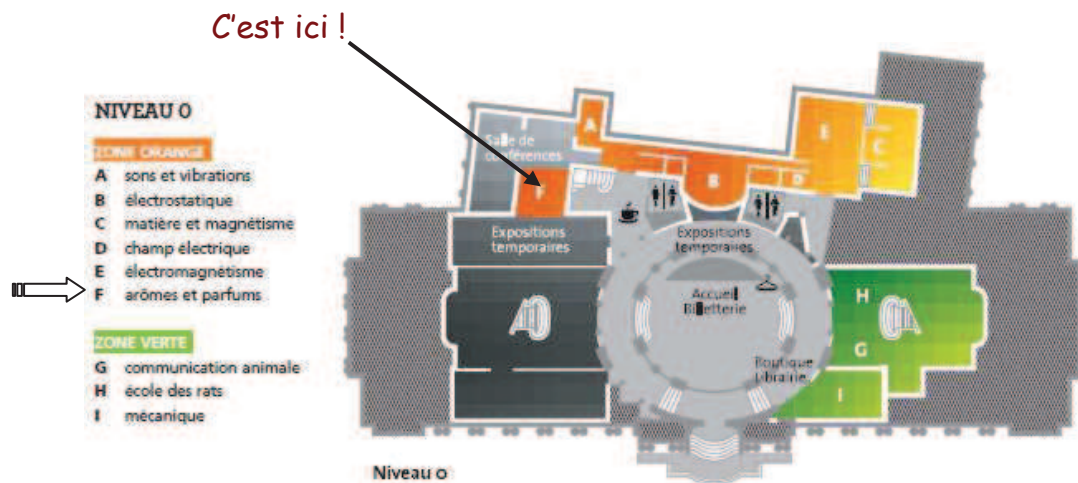 C'est ici !
NIVEAU 0
ZONE ORANGE
A sons et vibrations
B électrostatique
C matière et magnétisme
D champ électrique
E électromagnétisme
F arômes et parfums
ZONE VERTE
G communication animale
H école des rats
I mécanique
Salle de
conférences
A
E
C
F
B
D
Expositions
temporaires
Expositions
temporaires
Accueil
Billetterie
H
G
Boutique
Librairie
I
Niveau 0